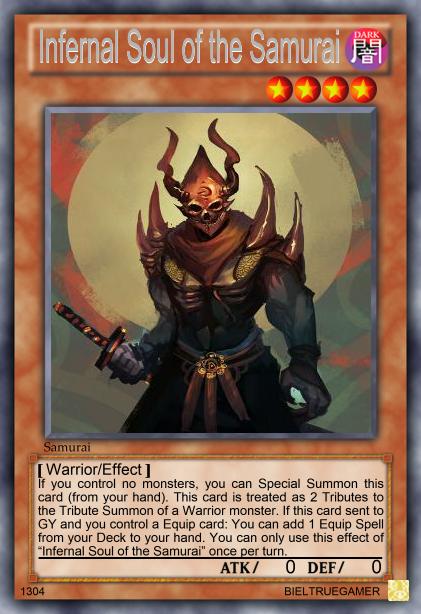 Infernal Soul of the Samurai
DARK
闇
Samurai
[ Warrior/Effect ]
If you control no monsters, you can Special Summon this
card (from your hand). This card is treated as 2 Tributes to
the Tribute Summon of a Warrior monster. If this card sent to
GY and you control a Equip card: You can add 1 Equip Spell
from your Deck to your hand. You can only use this effect of
“Infernal Soul of the Samurai” once per turn.
ATK/ 0 DEF/ 0
1304 BIELTRUEGAMER